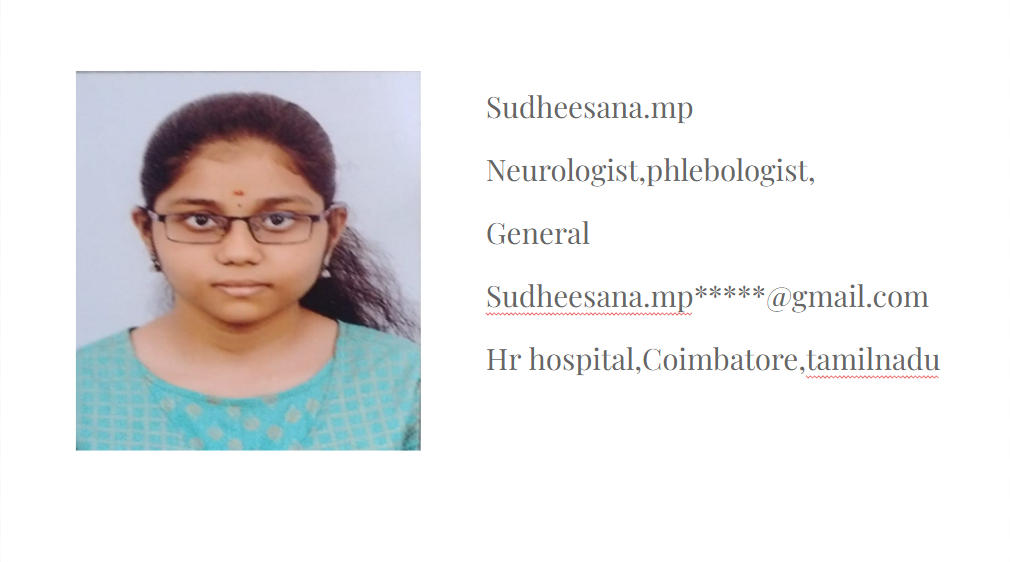 Sudheesana.mp
Neurologist,phlebologist,
General
Sudheesana.mp*****@gmail.com
Hr hospital,Coimbatore,tamilnadu